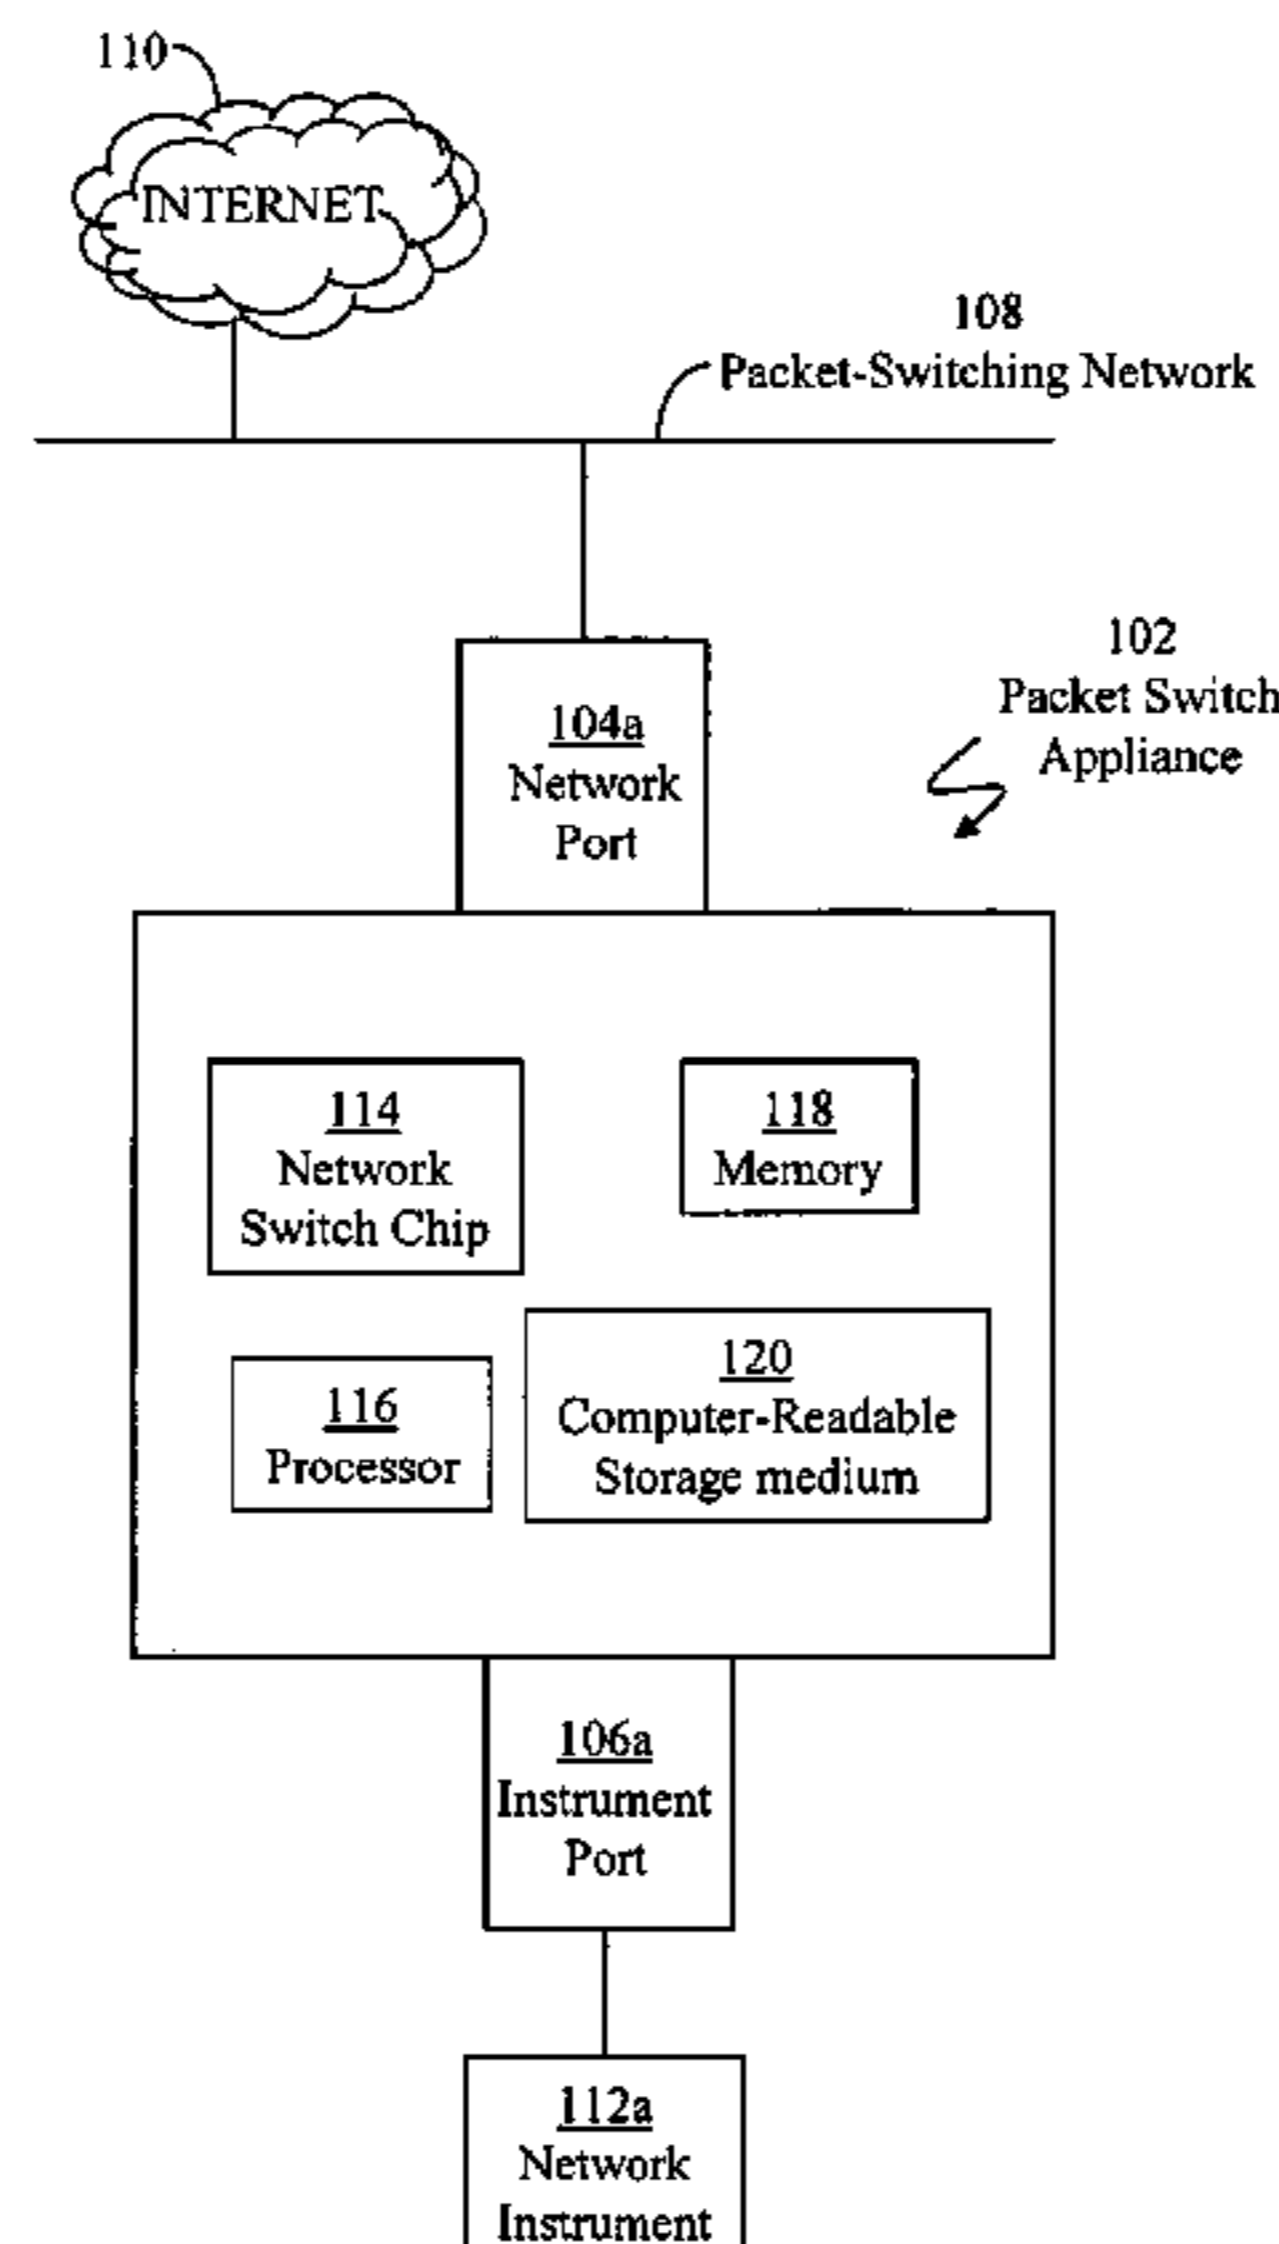 110
INTERNET
108
Packet-Switching Network
102
Packet Switch
Appliance
104a
Network
Port
114
Network
Switch Chip
118
Memory
116
Processor
120
Computer-Readable
Storage medium
106a
Instrument
Port
112a
Network
Instrument